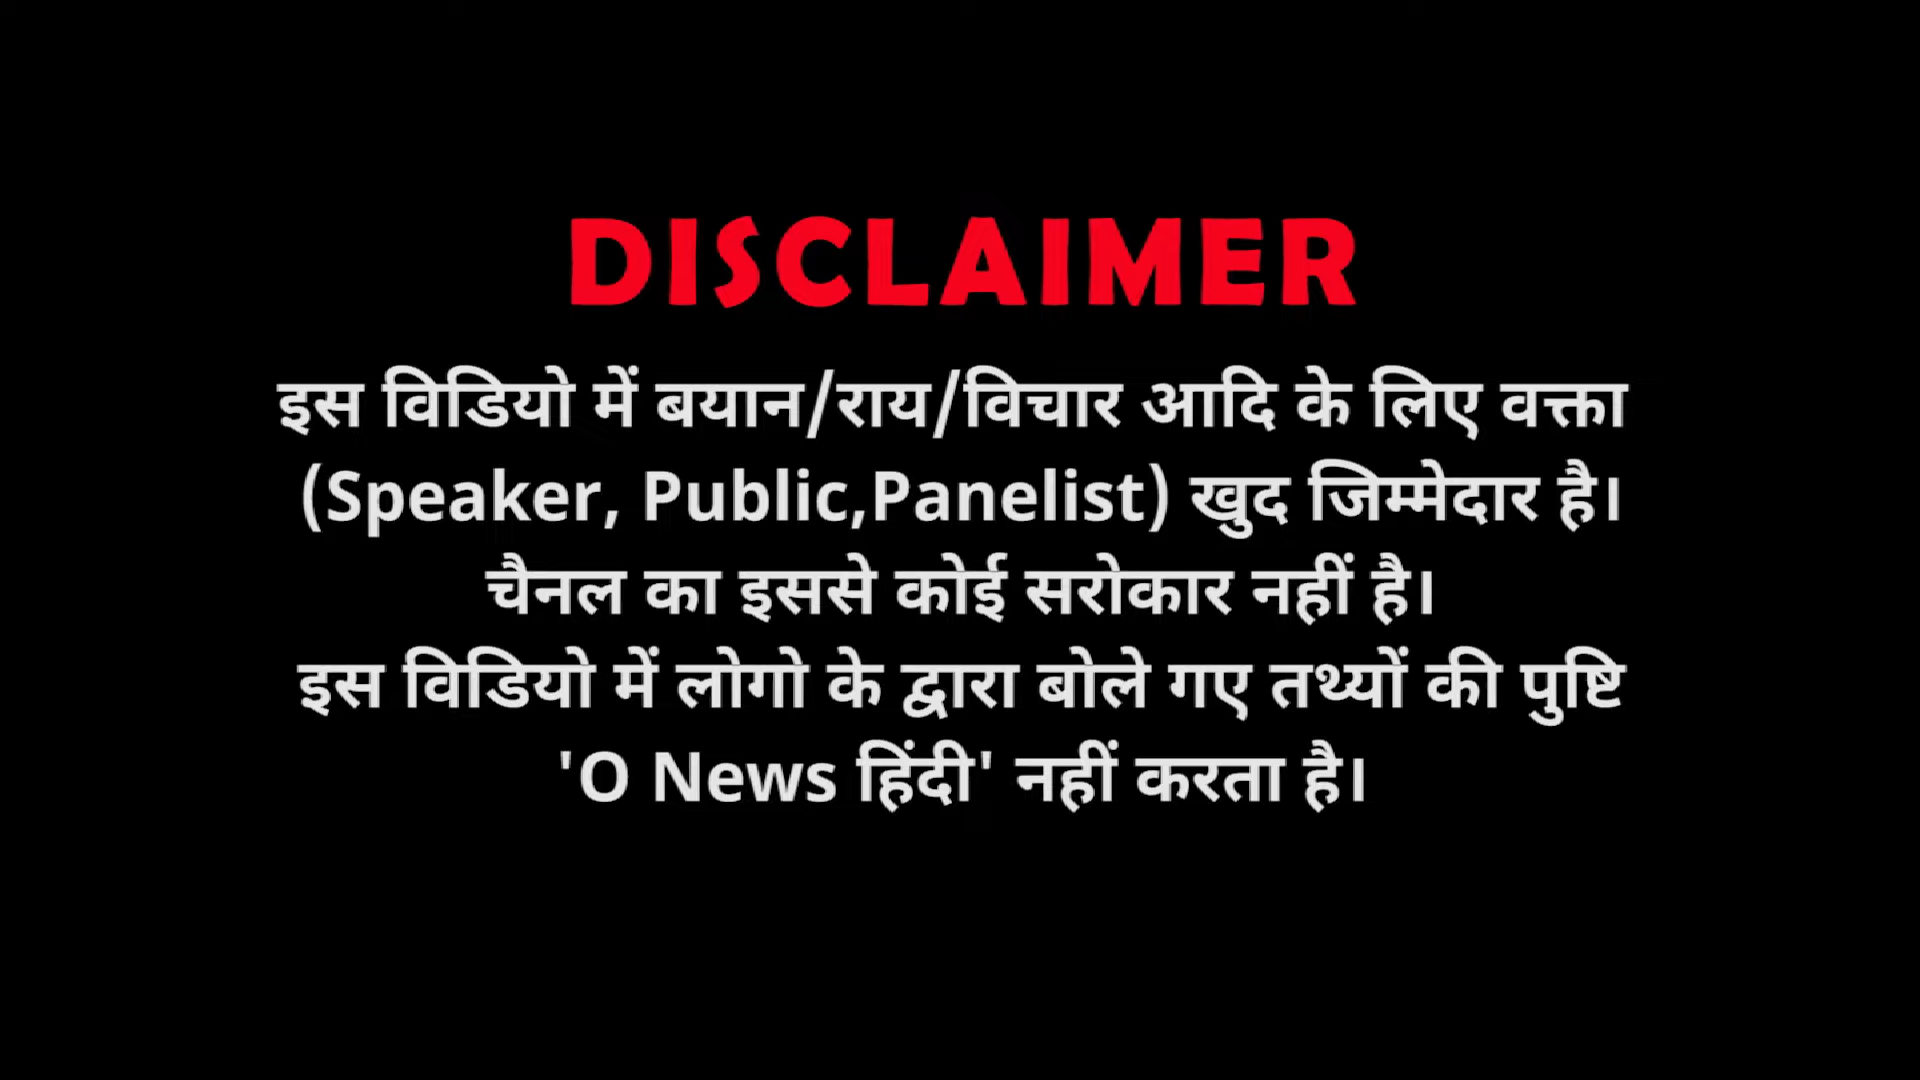 DISCLAIMER
इस विडियो में बयान/राय/विचार आदि के लिए वक्ता
(Speaker, Public,Panelist) खुद जिम्मेदार है।
चैनल का इससे कोई सरोकार नहीं है।
इस विडियो में लोगो के द्वारा बोले गए तथ्यों की पुष्टि
'O News हिंदी' नहीं करता है।